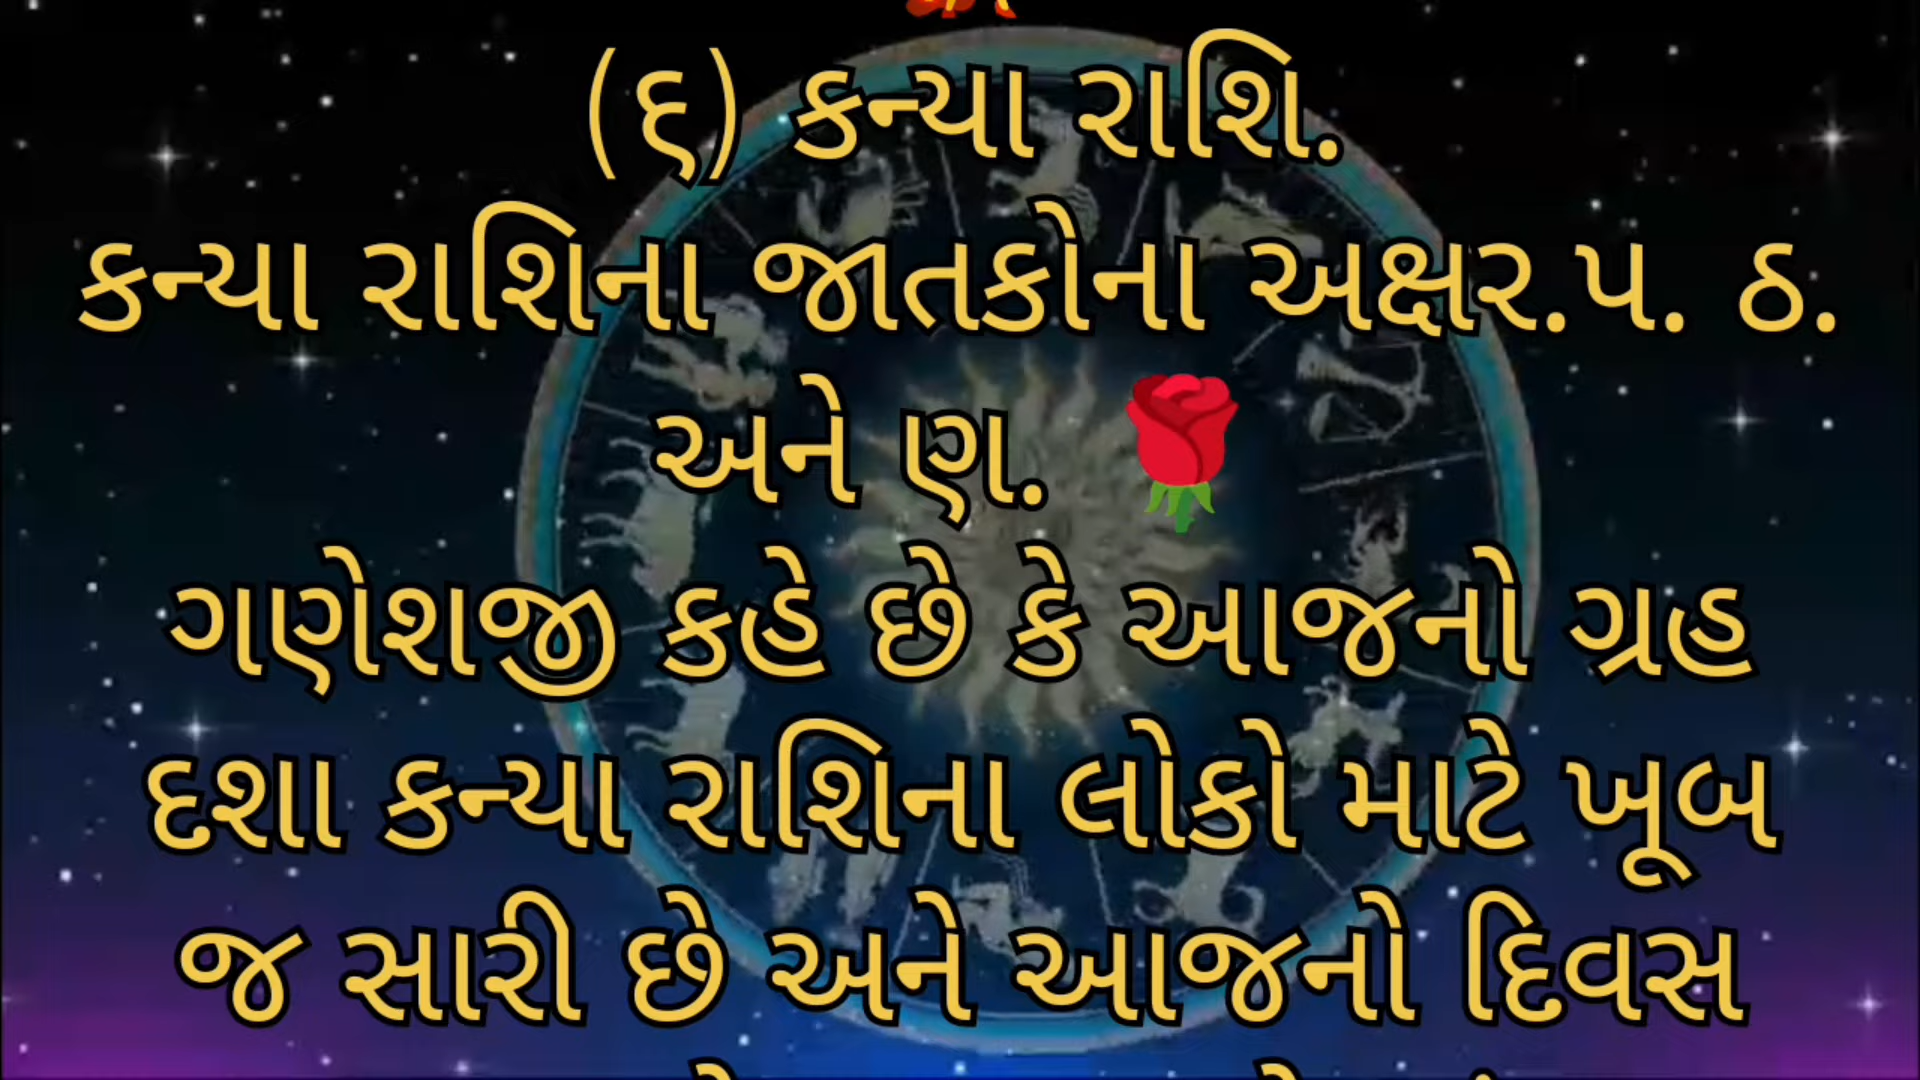 (૬) કન્યા રાશિ.
કન્યા રાશિના જાતકોના અક્ષર.પ. ઠ.
અને ણ. 🌹
ગણેશજી કહે છે કે આજનો ગ્રહ
દશા કન્યા રાશિના લોકો માટે ખૂબ
જ સારી છે અને આજનો દિવસ